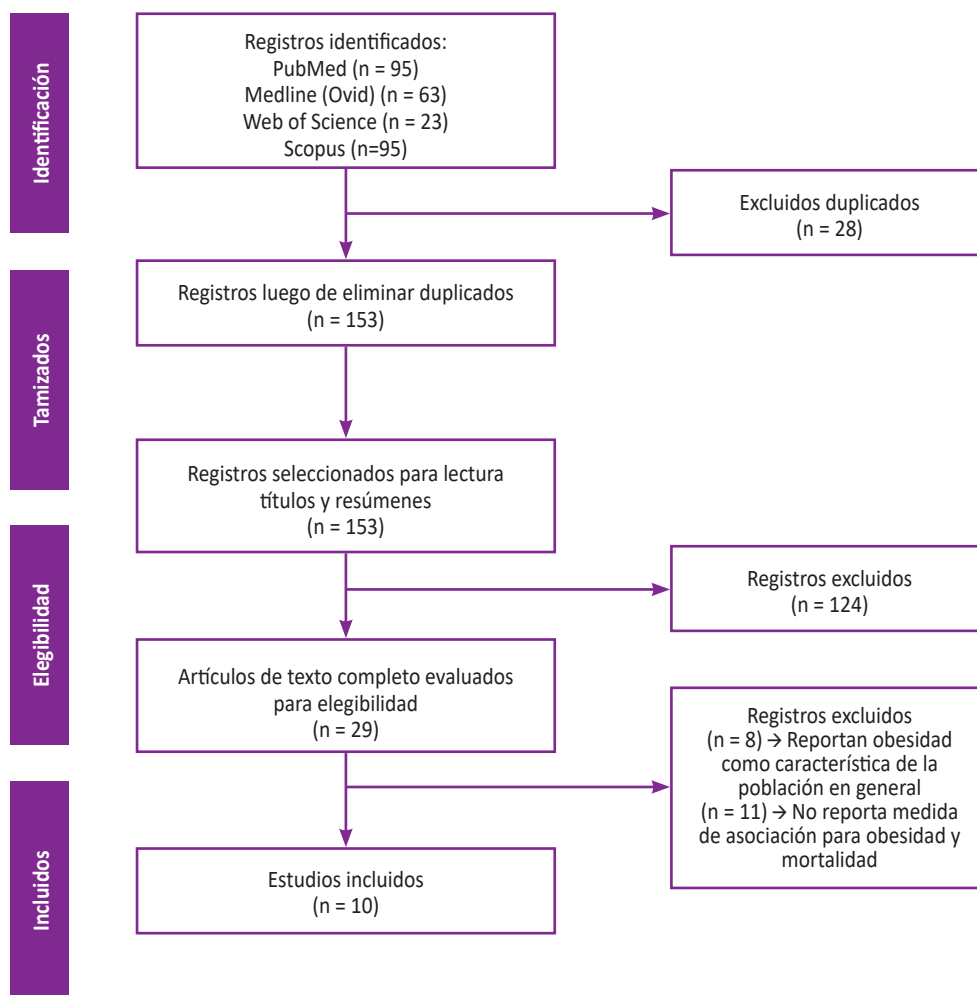 Identificación
Registros identificados:
PubMed (n = 95)
Medline (Ovid) (n = 63)
Web of Science (n = 23)
Scopus (n=95)
Excluidos duplicados
(n = 28)
Tamizados
Registros luego de eliminar duplicados
(n = 153)
Registros seleccionados para lectura
títulos y resúmenes
(n = 153)
Elegibilidad
Registros excluidos
(n = 124)
Artículos de texto completo evaluados
para elegibilidad
(n = 29)
Registros excluidos
(n = 8) → Reportan obesidad
como característica de la
población en general
(n = 11) → No reporta medida
de asociación para obesidad y
mortalidad
Incluidos
Estudios incluidos
(n = 10)